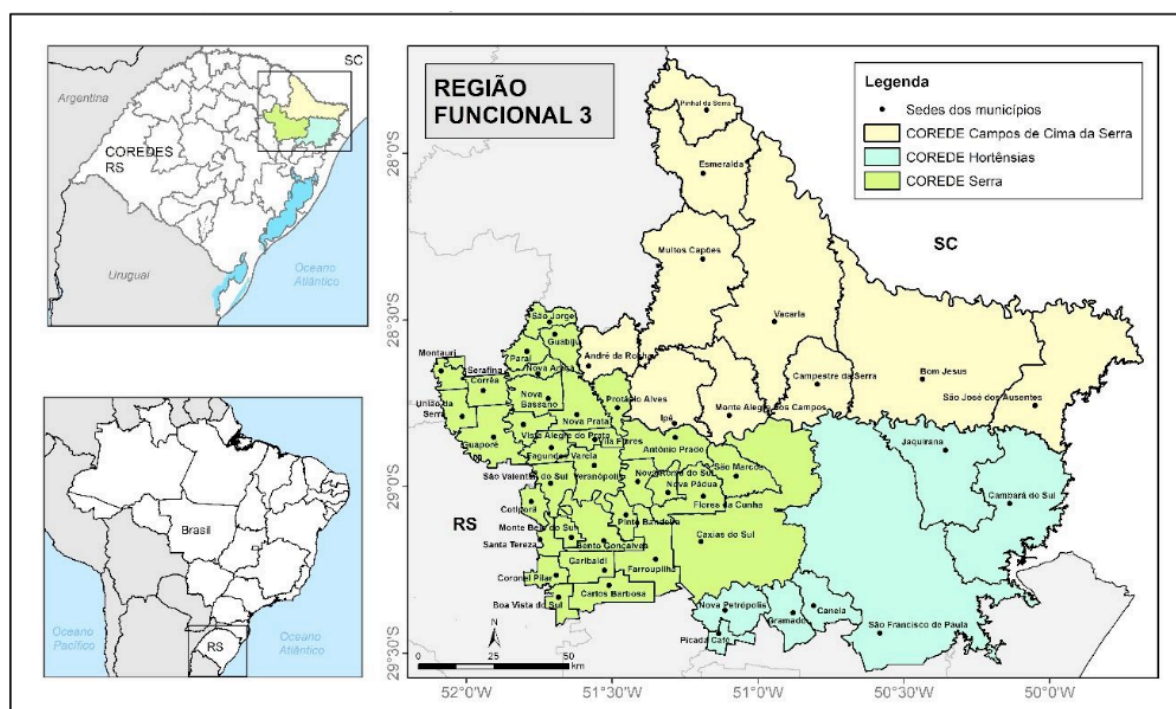 SC
Argentina
COREDES
RS
Uruguai
Oceano
Atlântico
Brasil
Oceano
Pacífico
RS
Oceano
Atlântico
REGIÃO
FUNCIONAL 3
Legenda
Sedes dos municípios
COREDE Campos de Cima da Serra
COREDE Hortênsias
COREDE Serra
28°0'S
28°30'S
29°0'S
29°30'S
52°0'W
51°30'W
51°0'W
50°30'W
50°0'W
SC
RS
Pinhal da Serra
Esmeralda
Muitos Capões
Vacaria
São Jorge
Guabiju
Paraí
André da Rocha
Montauri
Serafina
Corrêa
Nova Araçá
Campestre da Serra
Bom Jesus
São José dos Ausentes
União da
Serra
Nova
Bassano
Protásio Alves
Nova Prata
Ipê
Monte Alegre dos Campos
Guaporé
Vista Alegre do Prata
Vila Flores
Fagundes Varela
Antônio Prado
Jaquirana
São Valentim do Sul
Veranópolis
São Marcos
Nova Pádua
Cambará do Sul
Cotiporã
Flores da Cunha
Pinto Bandeira
Monte Belo do Sul
Santa Tereza
Bento Gonçalves
Caxias do Sul
Garibaldi
Farroupilha
Coronel Pilar
Carlos Barbosa
Boa Vista do Sul
Nova Petrópolis
Canela
Gramado
Picada Café
São Francisco de Paula
N
0 25 50
km